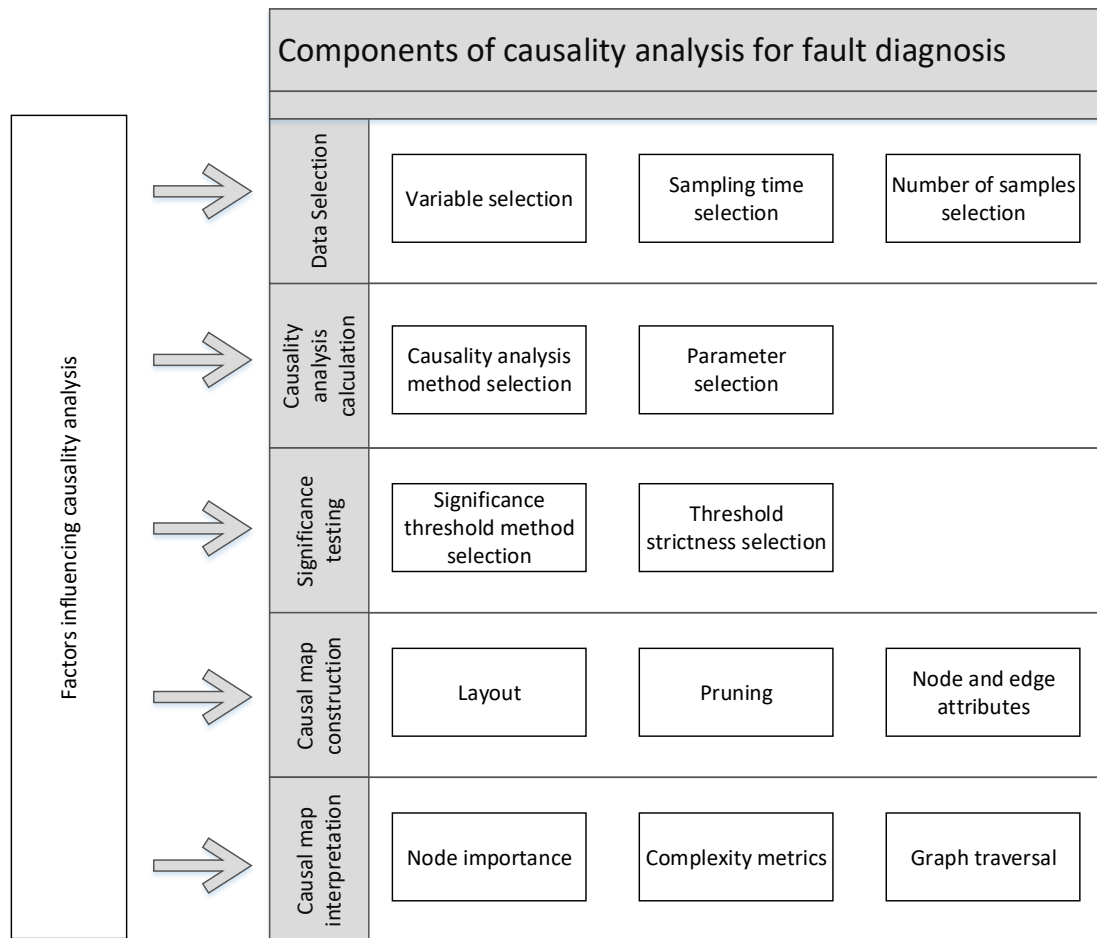 Components of causality analysis for fault diagnosis
Factors influencing causality analysis
Data Selection
Variable selection
Sampling time
selection
Number of samples
selection
Causality
analysis
calculation
Causality analysis
method selection
Parameter
selection
Significance
testing
Significance
threshold method
selection
Threshold
strictness selection
Causal map
construction
Layout
Pruning
Node and edge
attributes
Causal map
interpretation
Node importance
Complexity metrics
Graph traversal